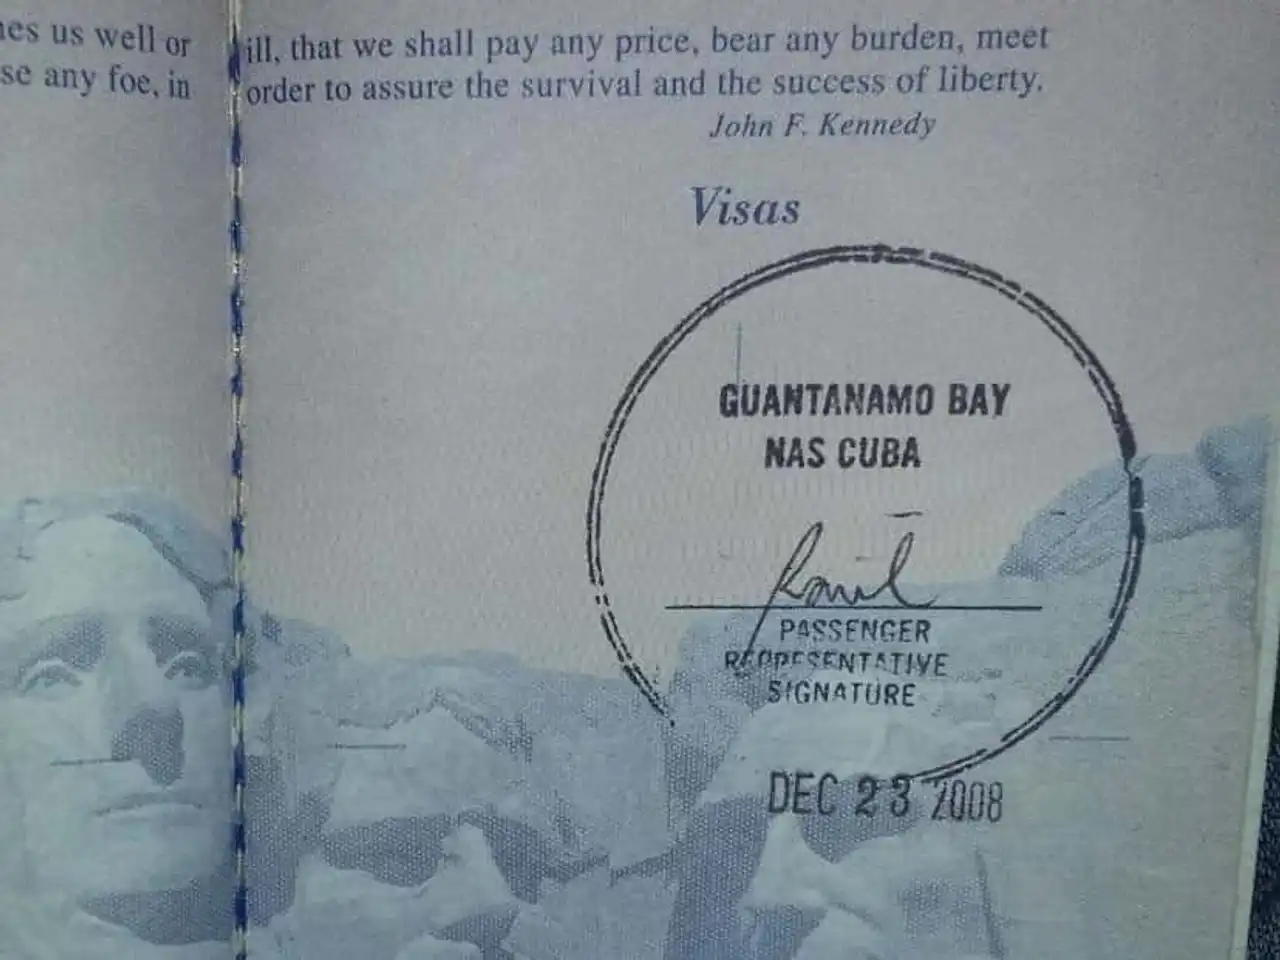 nes us well or ill, that we shall pay any price, bear any burden, meet
se any foe, in order to assure the survival and the success of liberty.
John F. Kennedy
Visas
GUANTANAMO BAY
NAS CUBA
PASSENGER
REPRESENTATIVE
SIGNATURE
DEC 23 2008